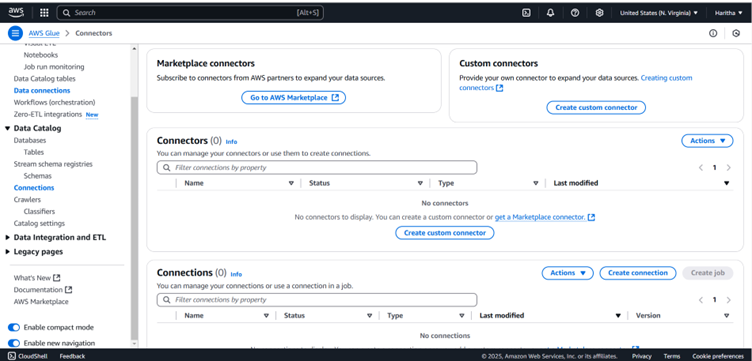 aws
Search [Alt+S] United States (N. Virginia) Haritha
AWS Glue > Connectors
Notebooks
Job run monitoring
Data Catalog tables
Data connections
Workflows (orchestration)
Zero-ETL integrations New
Data Catalog
Databases
Tables
Stream schema registries
Schemas
Connections
Crawlers
Classifiers
Catalog settings
Data Integration and ETL
Legacy pages
What's New
Documentation
AWS Marketplace
Enable compact mode
Enable new navigation
Marketplace connectors
Subscribe to connectors from AWS partners to expand your data sources.
Go to AWS Marketplace
Custom connectors
Provide your own connector to expand your data sources. Creating custom
connectors
Create custom connector
Connectors (0) Info
Actions
You can manage your connectors or use them to create connections.
Filter connections by property
1
Name Status Type Last modified
No connectors
No connectors to display. You can create a custom connector or get a Marketplace connector.
Create custom connector
Connections (0) Info
Actions Create connection Create job
You can manage your connections or use a connection in a job.
Filter connections by property
1
Name Status Type Last modified Version
No connections
CloudShell Feedback © 2025, Amazon Web Services, Inc. or its affiliates. Privacy Terms Cookie preferences